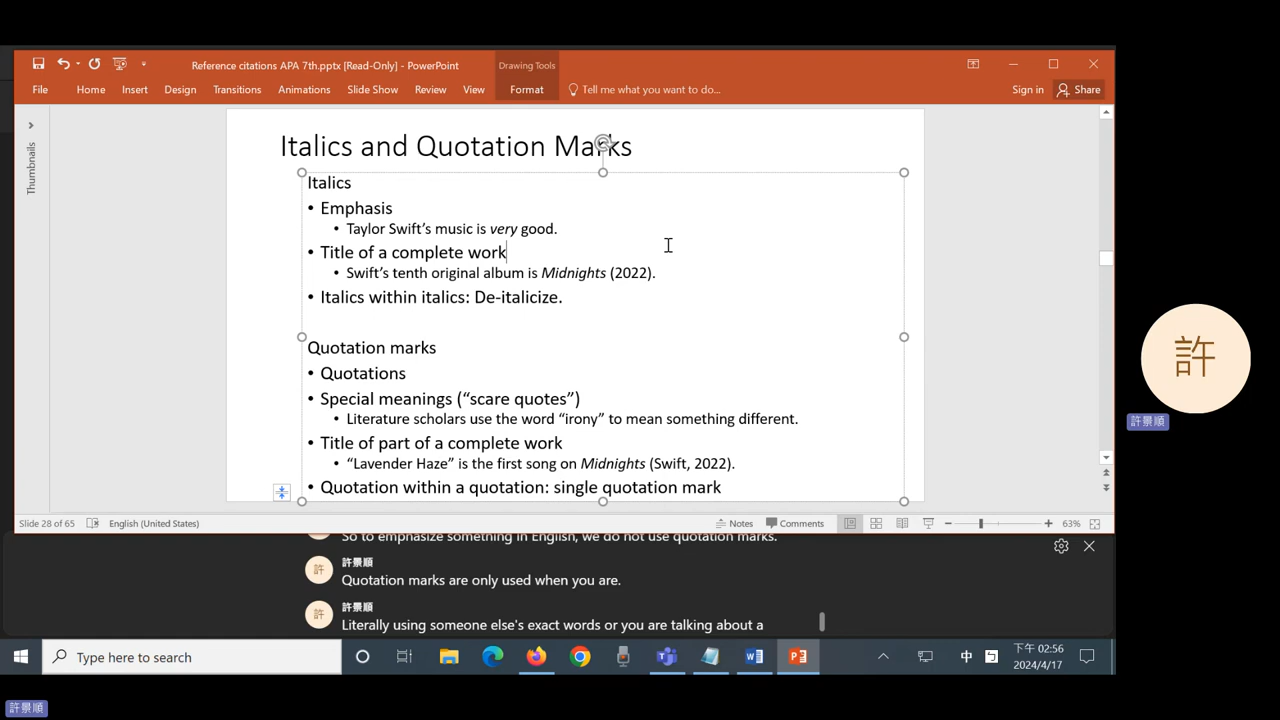 Reference citations APA 7th.pptx [Read-Only] - PowerPoint
Drawing Tools
File Home Insert Design Transitions Animations Slide Show Review View Format Tell me what you want to do... Sign in Share
Thumbnails
Italics and Quotation Marks
Italics
• Emphasis
• Taylor Swift’s music is very good.
• Title of a complete work
• Swift’s tenth original album is Midnights (2022).
• Italics within italics: De-italicize.
Quotation marks
• Quotations
• Special meanings (“scare quotes”)
• Literature scholars use the word “irony” to mean something different.
• Title of part of a complete work
• “Lavender Haze” is the first song on Midnights (Swift, 2022).
• Quotation within a quotation: single quotation mark
許
許景順
Slide 28 of 65 English (United States) Notes Comments 63%
So to emphasize something in English, we do not use quotation marks.
許
許景順
Quotation marks are only used when you are.
許
許景順
Literally using someone else's exact words or you are talking about a
Type here to search
中
下午 02:56
2024/4/17
許景順